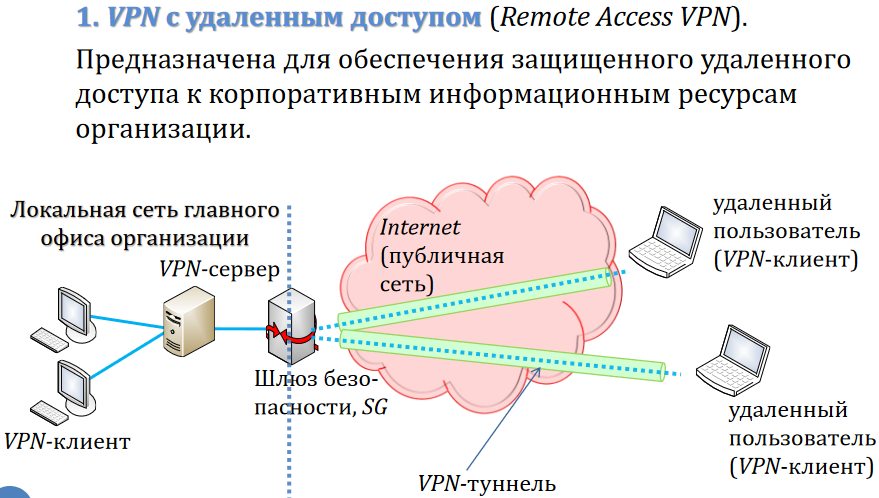 1. VPN с удаленным доступом (Remote Access VPN).
Предназначена для обеспечения защищенного удаленного
доступа к корпоративным информационным ресурсам
организации.
Локальная сеть главного
офиса организации
VPN-сервер
Internet
(публичная
сеть)
удаленный
пользователь
(VPN-клиент)
Шлюз безо-
пасности, SG
VPN-клиент
удаленный
пользователь
(VPN-клиент)
VPN-туннель